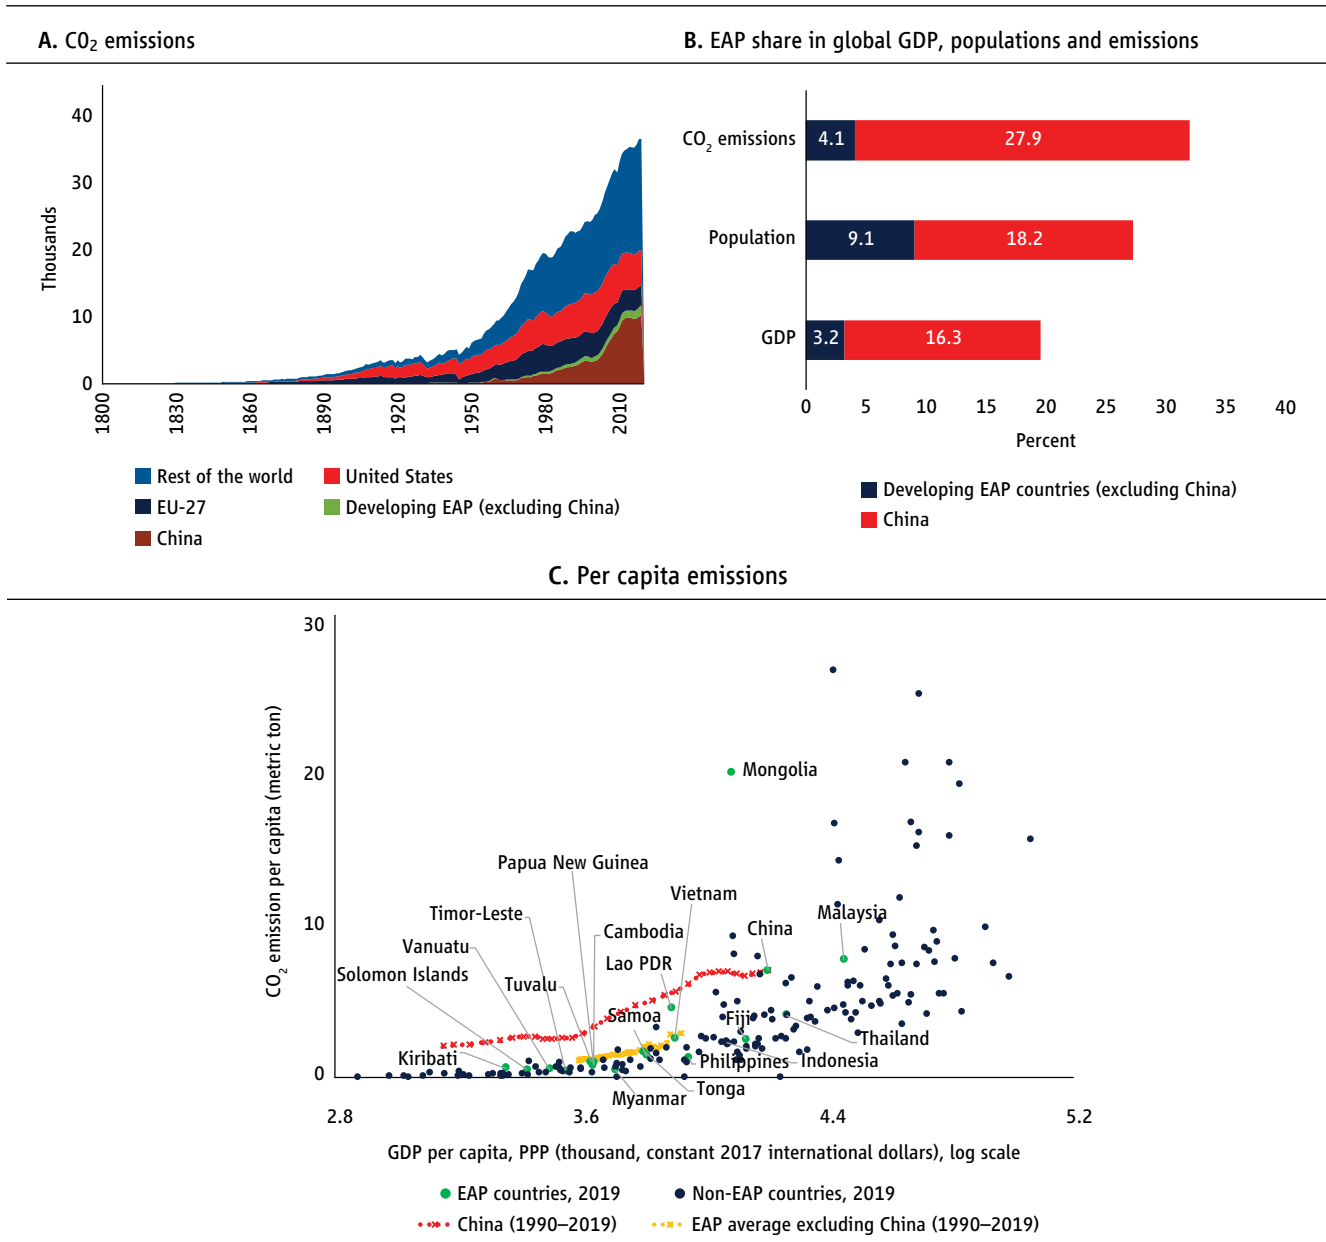 A. CO₂ emissions
B. EAP share in global GDP, populations and emissions
Thousands
40
30
20
10
0
1800
1830
1860
1890
1920
1950
1980
2010
Rest of the world
United States
EU-27
Developing EAP (excluding China)
China
CO₂ emissions
4.1
27.9
Population
9.1
18.2
GDP
3.2
16.3
0 5 10 15 20 25 30 35 40
Percent
Developing EAP countries (excluding China)
China
C. Per capita emissions
CO₂ emission per capita (metric ton)
30
20
10
0
Mongolia
Papua New Guinea
Vietnam
Timor-Leste
Malaysia
Cambodia
China
Vanuatu
Lao PDR
Solomon Islands
Tuvalu
Samoa
Fiji
Thailand
Kiribati
Philippines
Indonesia
Tonga
Myanmar
2.8 3.6 4.4 5.2
GDP per capita, PPP (thousand, constant 2017 international dollars), log scale
EAP countries, 2019
Non-EAP countries, 2019
China (1990–2019)
EAP average excluding China (1990–2019)